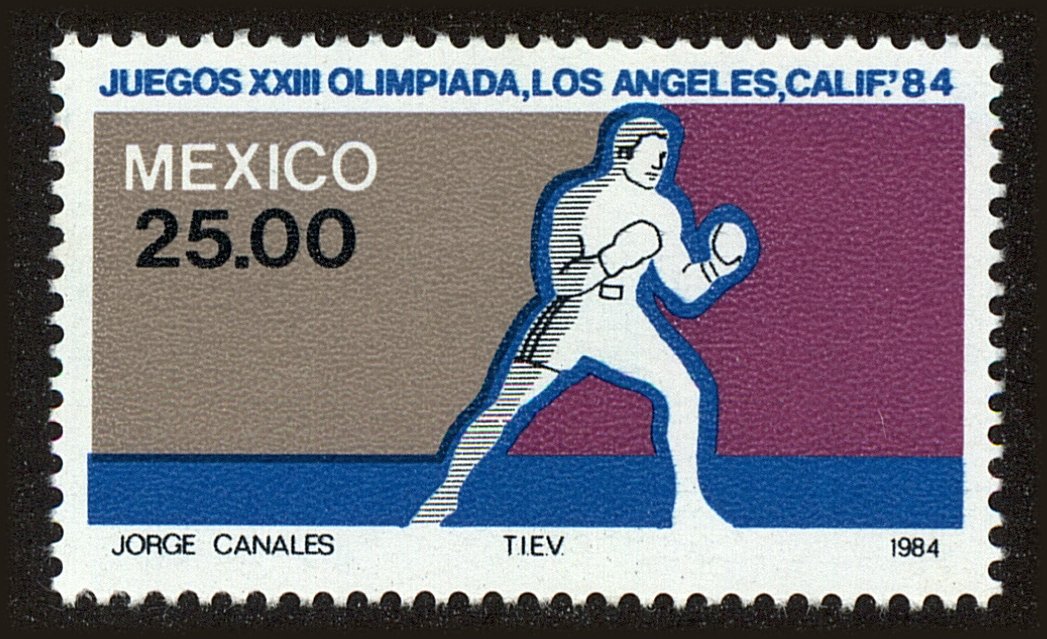 JUEGOS XXIII OLIMPIADA, LOS ANGELES, CALIF.'84
MEXICO
25.00
JORGE CANALES T.I.E.V. 1984